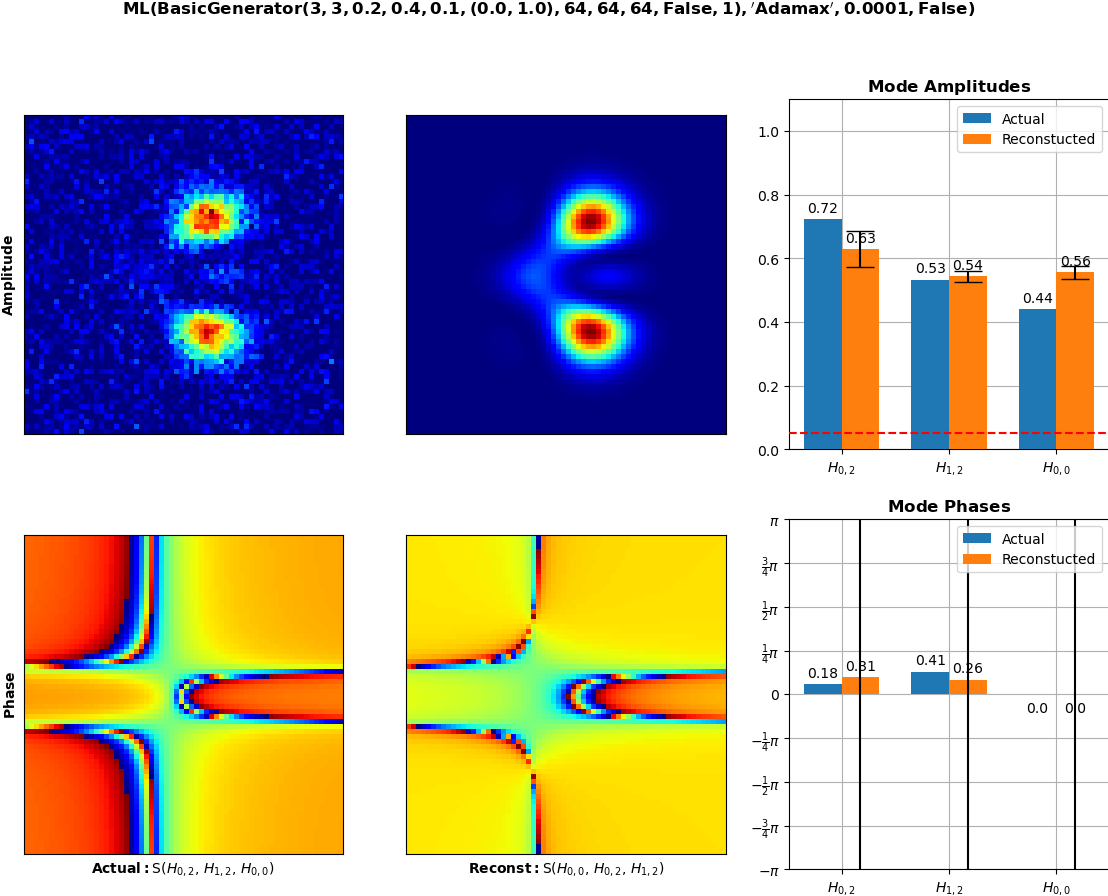 ML(BasicGenerator(3, 3, 0.2, 0.4, 0.1, (0.0, 1.0), 64, 64, 64, False, 1), ′Adamax′, 0.0001, False)
Amplitude
Mode Amplitudes
Actual
Reconstucted
1.0
0.8
0.6
0.4
0.2
0.0
0.72
0.63
0.53
0.54
0.44
0.56
H0,2
H1,2
H0,0
Phase
Actual: S(H0,2, H1,2, H0,0)
Reconst: S(H0,0, H0,2, H1,2)
Mode Phases
Actual
Reconstucted
π
3/4π
1/2π
1/4π
0
−1/4π
−1/2π
−3/4π
−π
0.18
0.31
0.41
0.26
0.0
0.0
H0,2
H1,2
H0,0